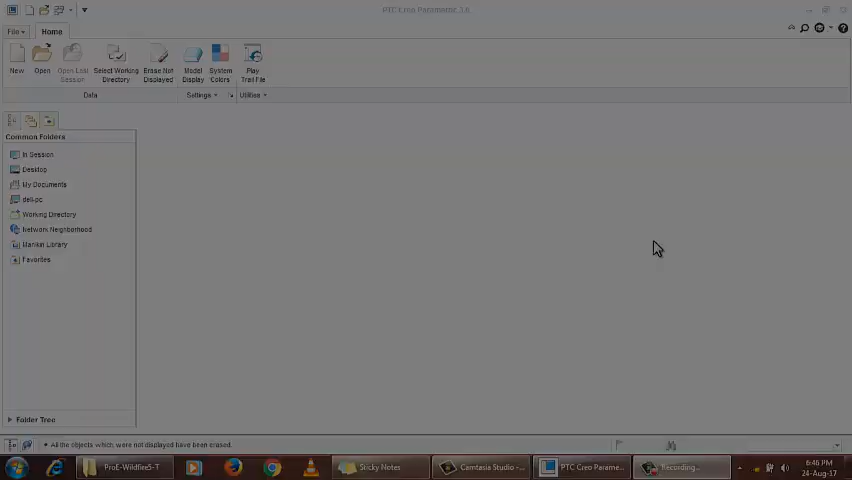 PTC Creo Parametric 3.0
File
Home
New
Open
Open Last Session
Select Working Directory
Erase Not Displayed
Model Display
System Colors
Play Trail File
Data
Settings
Utilities
Common Folders
In Session
Desktop
My Documents
dell-pc
Working Directory
Network Neighborhood
Manikin Library
Favorites
Folder Tree
• All the objects which were not displayed have been erased.
ProE-Wildfire5-T
Sticky Notes
Camtasia Studio -...
PTC Creo Parame...
Recording...
6:46 PM
24-Aug-17